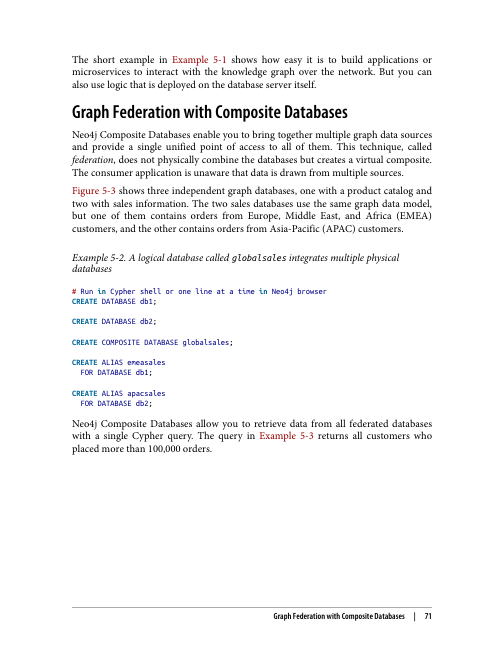 The short example in Example 5-1 shows how easy it is to build applications or
microservices to interact with the knowledge graph over the network. But you can
also use logic that is deployed on the database server itself.
Graph Federation with Composite Databases
Neo4j Composite Databases enable you to bring together multiple graph data sources
and provide a single unified point of access to all of them. This technique, called
federation, does not physically combine the databases but creates a virtual composite.
The consumer application is unaware that data is drawn from multiple sources.
Figure 5-3 shows three independent graph databases, one with a product catalog and
two with sales information. The two sales databases use the same graph data model,
but one of them contains orders from Europe, Middle East, and Africa (EMEA)
customers, and the other contains orders from Asia-Pacific (APAC) customers.
Example 5-2. A logical database called globalsales integrates multiple physical
databases
# Run in Cypher shell or one line at a time in Neo4j browser
CREATE DATABASE db1;
CREATE DATABASE db2;
CREATE COMPOSITE DATABASE globalsales;
CREATE ALIAS emeasales
  FOR DATABASE db1;
CREATE ALIAS apacsales
  FOR DATABASE db2;
Neo4j Composite Databases allow you to retrieve data from all federated databases
with a single Cypher query. The query in Example 5-3 returns all customers who
placed more than 100,000 orders.
Graph Federation with Composite Databases | 71